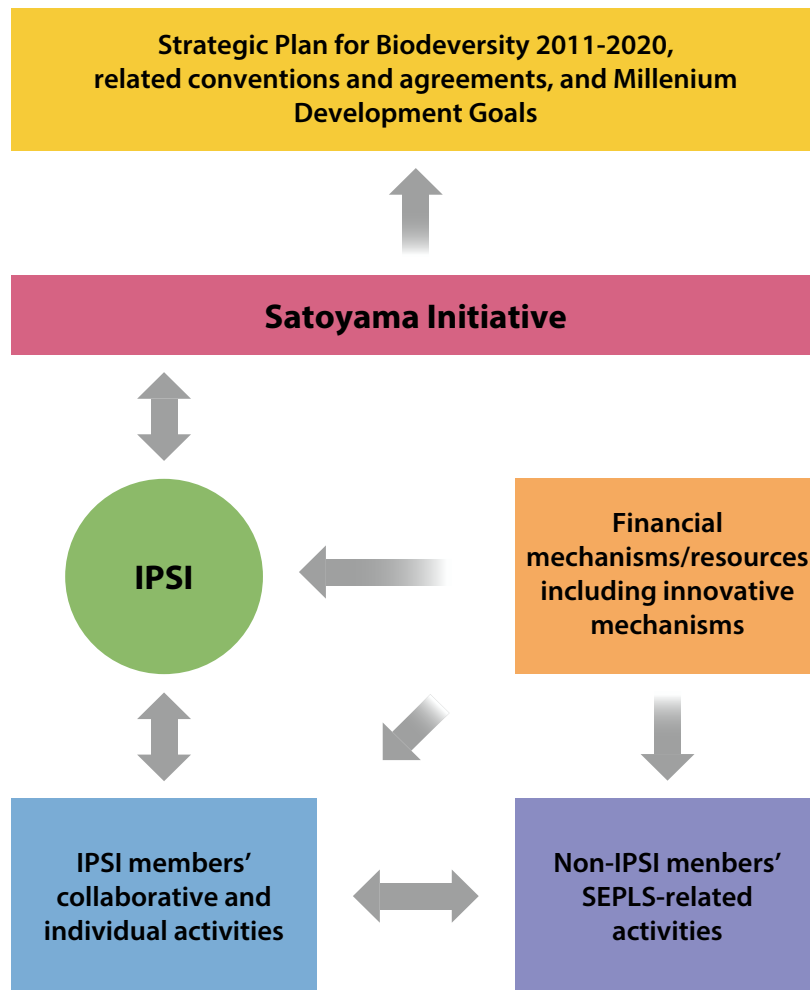 Strategic Plan for Biodeversity 2011-2020,
related conventions and agreements, and Millenium
Development Goals
Satoyama Initiative
IPSI
Financial
mechanisms/resources
including innovative
mechanisms
IPSI members’
collaborative and
individual activities
Non-IPSI menbers’
SEPLS-related
activities